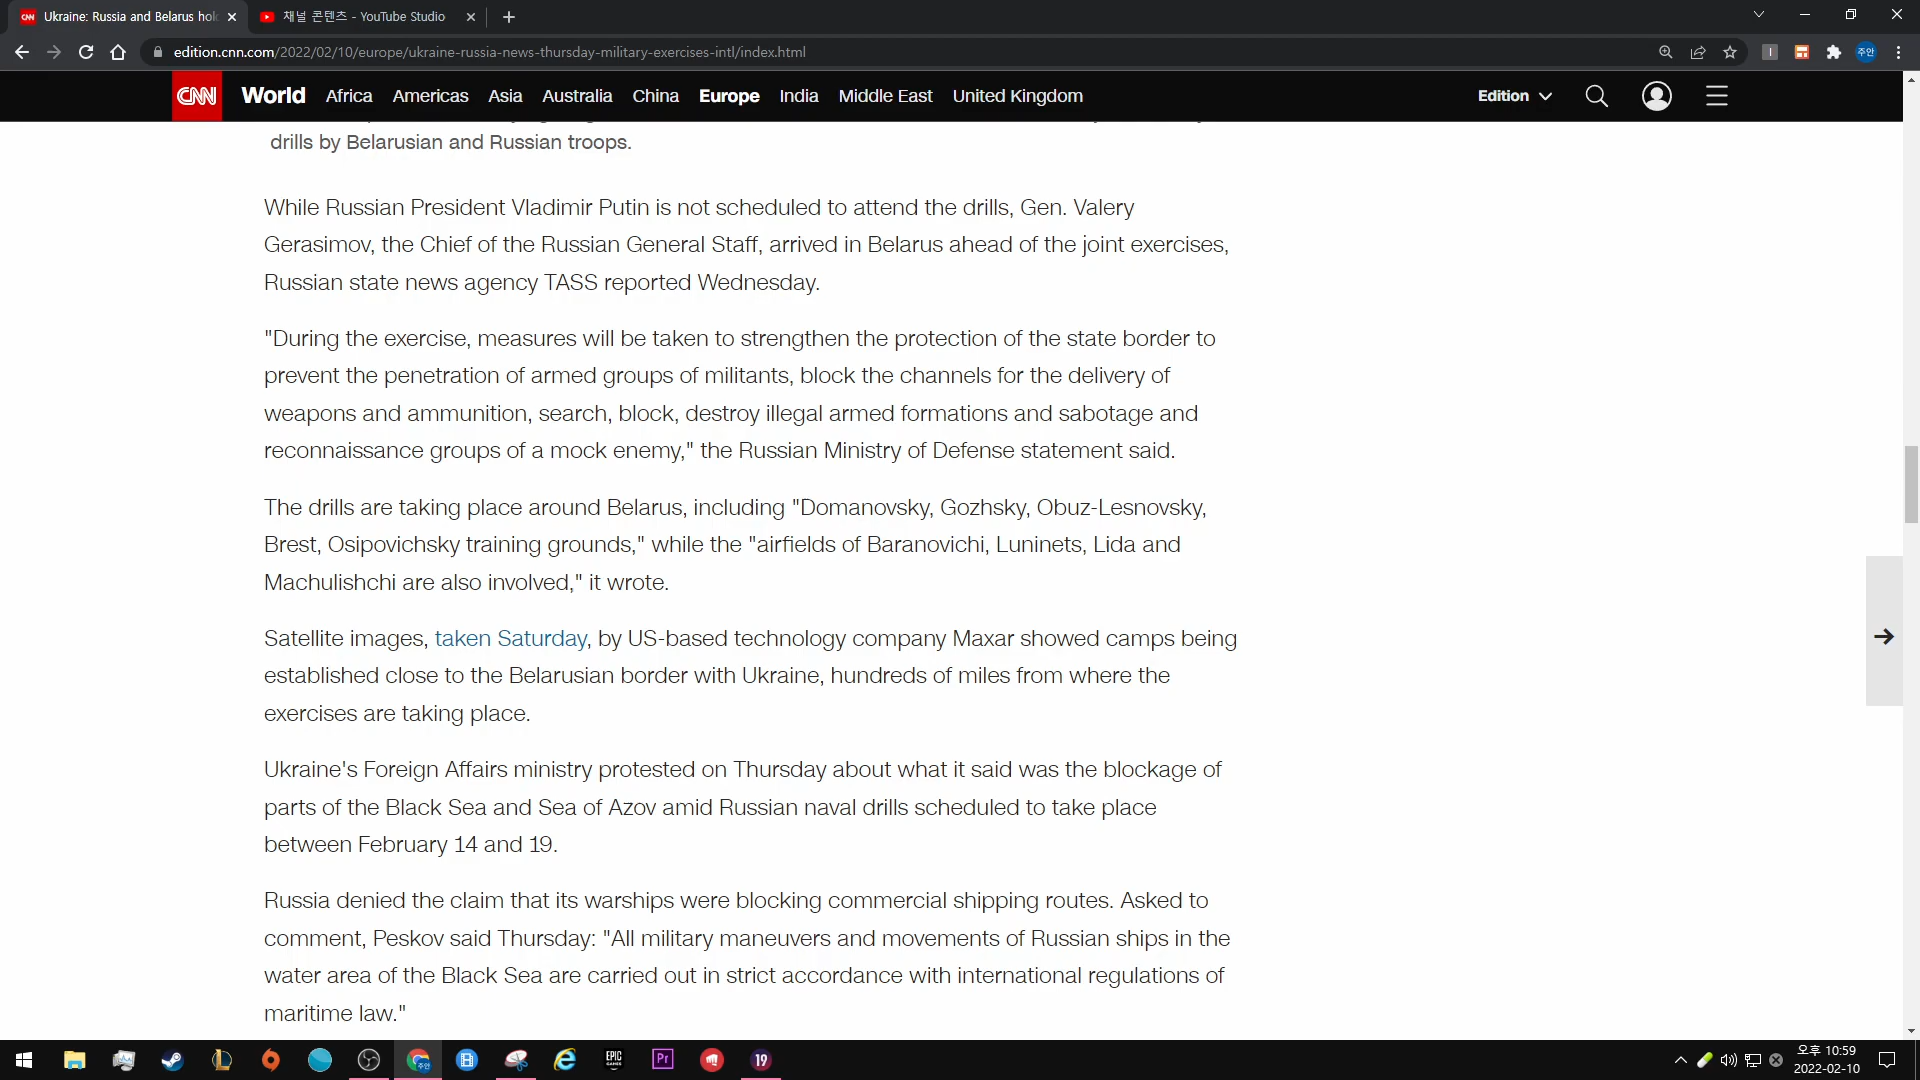 CNN Ukraine: Russia and Belarus hol
채널 콘텐츠 - YouTube Studio
edition.cnn.com/2022/02/10/europe/ukraine-russia-news-thursday-military-exercises-intl/index.html
주안
CNN World Africa Americas Asia Australia China Europe India Middle East United Kingdom Edition
drills by Belarusian and Russian troops.
While Russian President Vladimir Putin is not scheduled to attend the drills, Gen. Valery
Gerasimov, the Chief of the Russian General Staff, arrived in Belarus ahead of the joint exercises,
Russian state news agency TASS reported Wednesday.
"During the exercise, measures will be taken to strengthen the protection of the state border to
prevent the penetration of armed groups of militants, block the channels for the delivery of
weapons and ammunition, search, block, destroy illegal armed formations and sabotage and
reconnaissance groups of a mock enemy," the Russian Ministry of Defense statement said.
The drills are taking place around Belarus, including "Domanovsky, Gozhsky, Obuz-Lesnovsky,
Brest, Osipovichsky training grounds," while the "airfields of Baranovichi, Luninets, Lida and
Machulishchi are also involved," it wrote.
Satellite images, taken Saturday, by US-based technology company Maxar showed camps being
established close to the Belarusian border with Ukraine, hundreds of miles from where the
exercises are taking place.
Ukraine's Foreign Affairs ministry protested on Thursday about what it said was the blockage of
parts of the Black Sea and Sea of Azov amid Russian naval drills scheduled to take place
between February 14 and 19.
Russia denied the claim that its warships were blocking commercial shipping routes. Asked to
comment, Peskov said Thursday: "All military maneuvers and movements of Russian ships in the
water area of the Black Sea are carried out in strict accordance with international regulations of
maritime law."
주안
EPIC GAMES
Pr
19
오후 10:59
2022-02-10